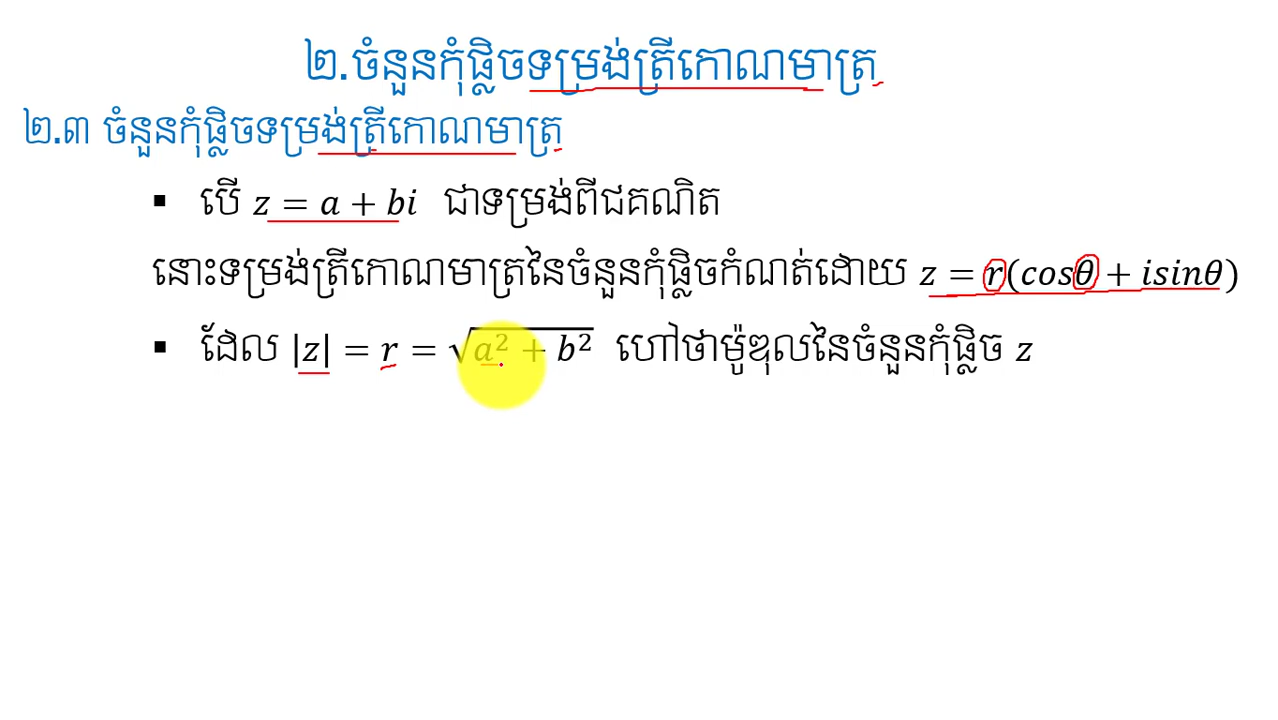 ២.ចំនួនកុំផ្លិចទម្រង់ត្រីកោណមាត្រ
២.៣ ចំនួនកុំផ្លិចទម្រង់ត្រីកោណមាត្រ
▪ បើ z = a + bi ជាទម្រង់ពីជគណិត
នោះទម្រង់ត្រីកោណមាត្រនៃចំនួនកុំផ្លិចកំណត់ដោយ z = r(cosθ + isinθ)
▪ ដែល |z| = r = √a² + b² ហៅថាម៉ូឌុលនៃចំនួនកុំផ្លិច z